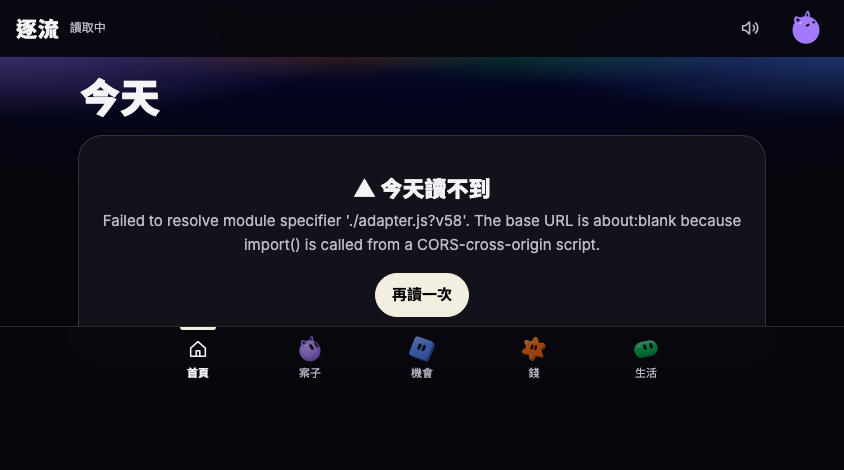 逐流 讀取中
今天
▲ 今天讀不到
Failed to resolve module specifier './adapter.js?v58'. The base URL is about:blank because
import() is called from a CORS-cross-origin script.
再讀一次
首頁 案子 機會 錢 生活